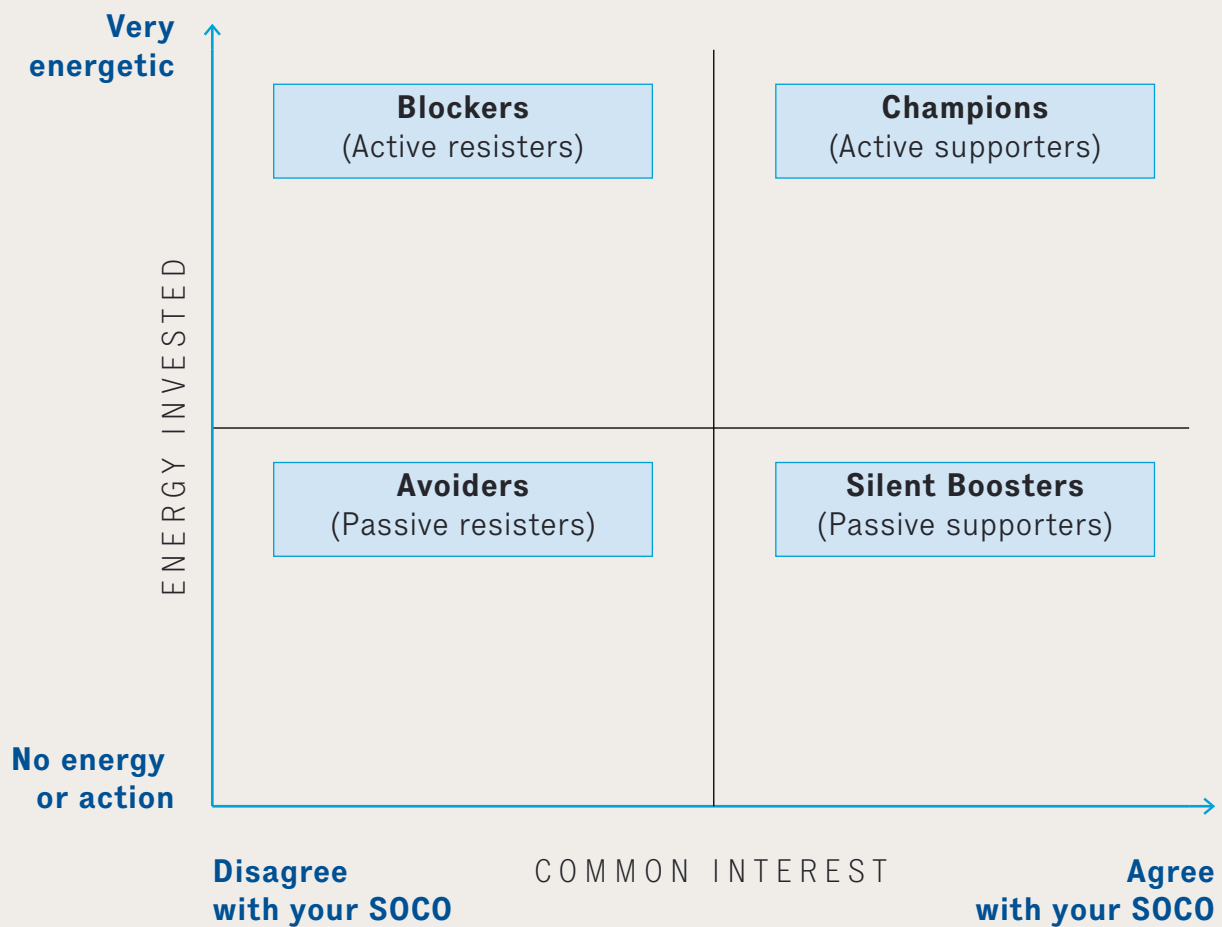 Very
energetic
Blockers
(Active resisters)
Champions
(Active supporters)
ENERGY INVESTED
Avoiders
(Passive resisters)
Silent Boosters
(Passive supporters)
No energy
or action
Disagree
with your SOCO
COMMON INTEREST
Agree
with your SOCO